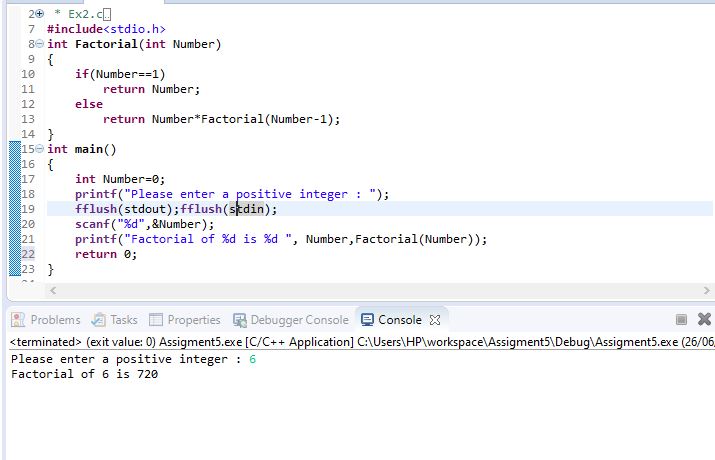 2 * Ex2.c
7 #include<stdio.h>
8 int Factorial(int Number)
9 {
10     if(Number==1)
11         return Number;
12     else
13         return Number*Factorial(Number-1);
14 }
15 int main()
16 {
17     int Number=0;
18     printf("Please enter a positive integer : ");
19     fflush(stdout);fflush(stdin);
20     scanf("%d",&Number);
21     printf("Factorial of %d is %d ", Number,Factorial(Number));
22     return 0;
23 }
Problems Tasks Properties Debugger Console Console
<terminated> (exit value: 0) Assigment5.exe [C/C++ Application] C:\Users\HP\workspace\Assigment5\Debug\Assigment5.exe (26/06
Please enter a positive integer : 6
Factorial of 6 is 720